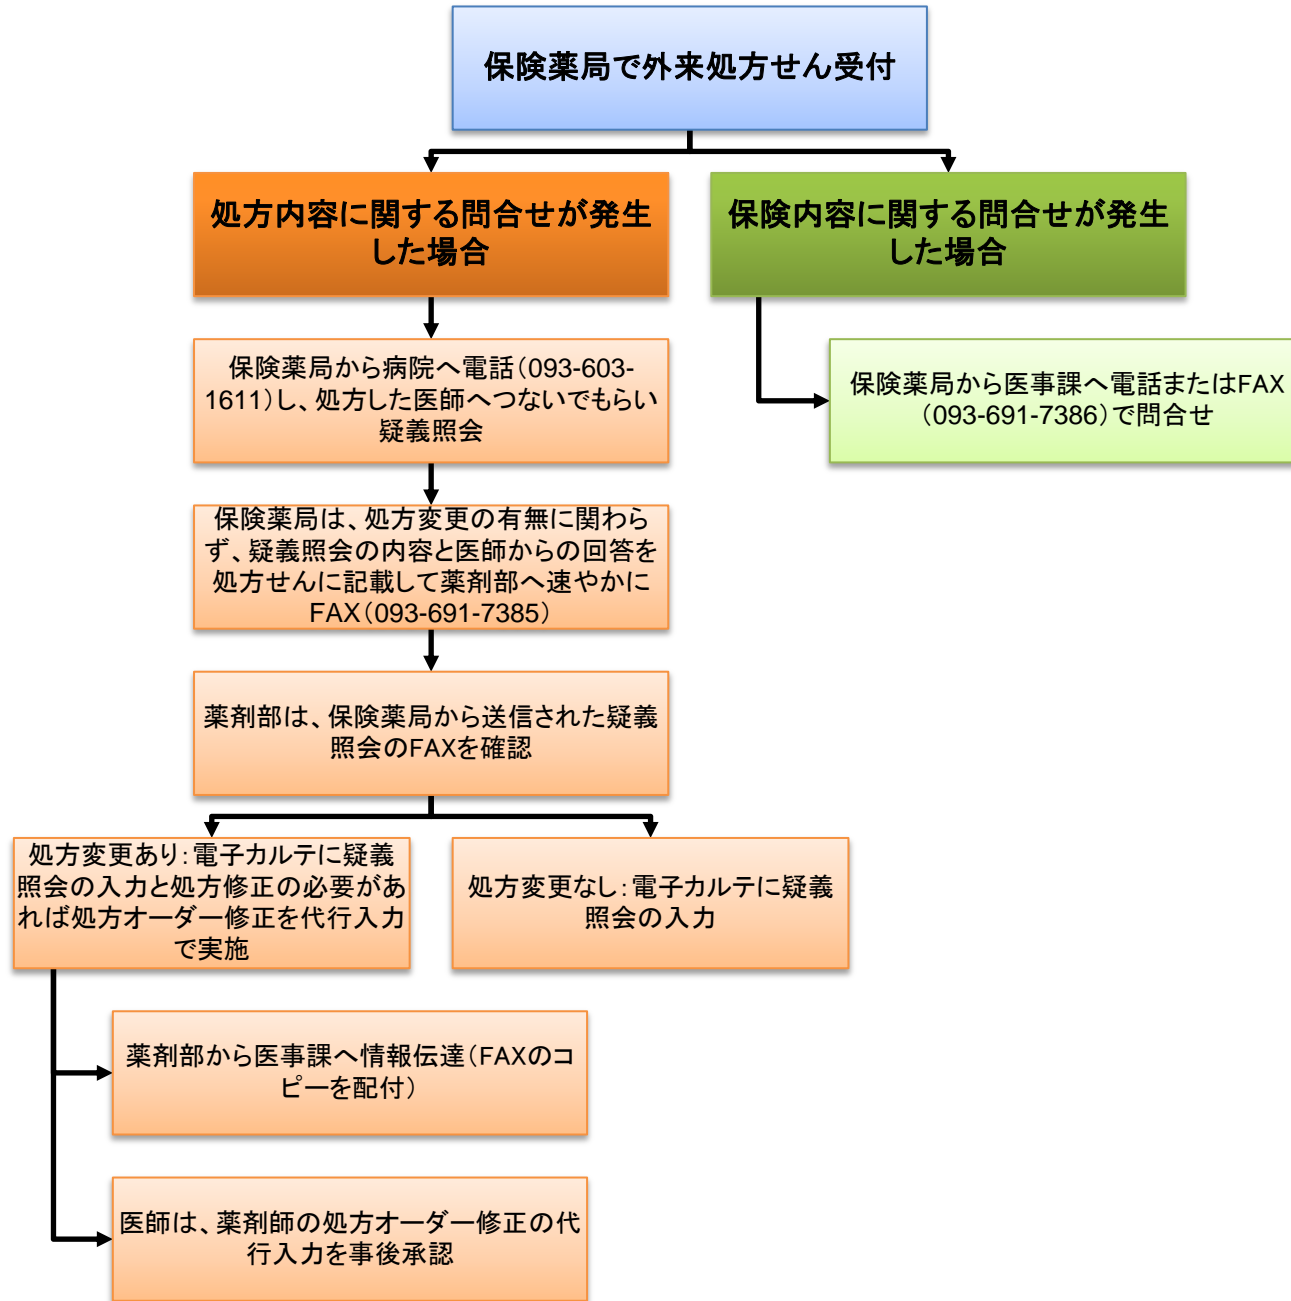 保険薬局で外来処方せん受付
処方内容に関する問合せが発生
した場合
保険内容に関する問合せが発生
した場合
保険薬局から病院へ電話（093-603-
1611）し、処方した医師へつないでもらい
疑義照会
保険薬局から医事課へ電話またはFAX
（093-691-7386）で問合せ
保険薬局は、処方変更の有無に関わら
ず、疑義照会の内容と医師からの回答を
処方せんに記載して薬剤部へ速やかに
FAX（093-691-7385）
薬剤部は、保険薬局から送信された疑義
照会のFAXを確認
処方変更あり：電子カルテに疑義
照会の入力と処方修正の必要があ
れば処方オーダー修正を代行入力
で実施
処方変更なし：電子カルテに疑義
照会の入力
薬剤部から医事課へ情報伝達（FAXのコ
ピーを配付）
医師は、薬剤師の処方オーダー修正の代
行入力を事後承認